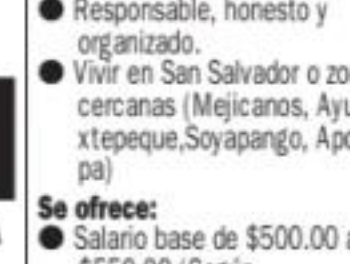 ● Responsable, honesto y
organizado.
● Vivir en San Salvador o zo
cercanas (Mejicanos, Ayu
xtepeque,Soyapango, Apo
pa)
Se ofrece:
● Salario base de $500.00 a